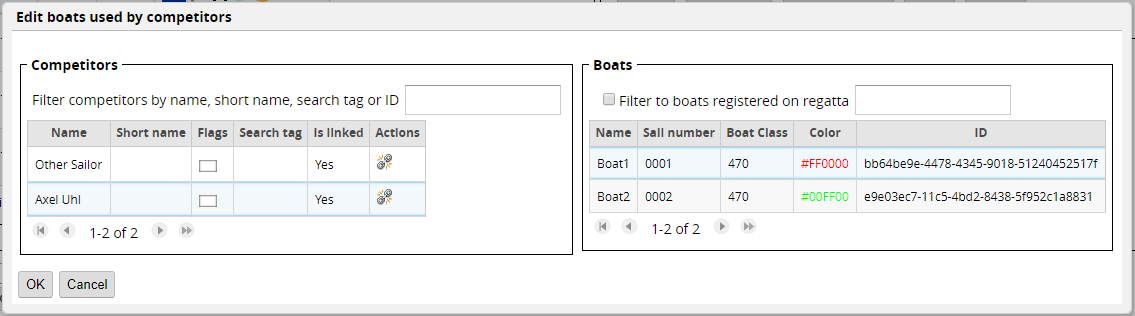 Edit boats used by competitors
Competitors
Filter competitors by name, short name, search tag or ID
Name Short name Flags Search tag Is linked Actions
Other Sailor Yes
Axel Uhl Yes
1-2 of 2
Boats
Filter to boats registered on regatta
Name Sail number Boat Class Color ID
Boat1 0001 470 #FF0000 bb64be9e-4478-4345-9018-51240452517f
Boat2 0002 470 #00FF00 e9e03ec7-11c5-4bd2-8438-5f952c1a8831
1-2 of 2
OK Cancel